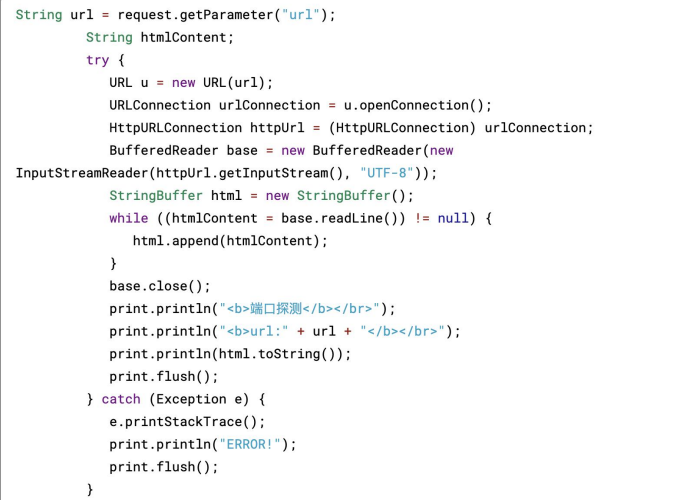 String url = request.getParameter("url");
String htmlContent;
try {
URL u = new URL(url);
URLConnection urlConnection = u.openConnection();
HttpURLConnection httpUrl = (HttpURLConnection) urlConnection;
BufferedReader base = new BufferedReader(new
InputStreamReader(httpUrl.getInputStream(), "UTF-8"));
StringBuffer html = new StringBuffer();
while ((htmlContent = base.readLine()) != null) {
html.append(htmlContent);
}
base.close();
print.println("<b>端口探测</b></br>");
print.println("<b>url:" + url + "</b></br>");
print.println(html.toString());
print.flush();
} catch (Exception e) {
e.printStackTrace();
print.println("ERROR!");
print.flush();
}